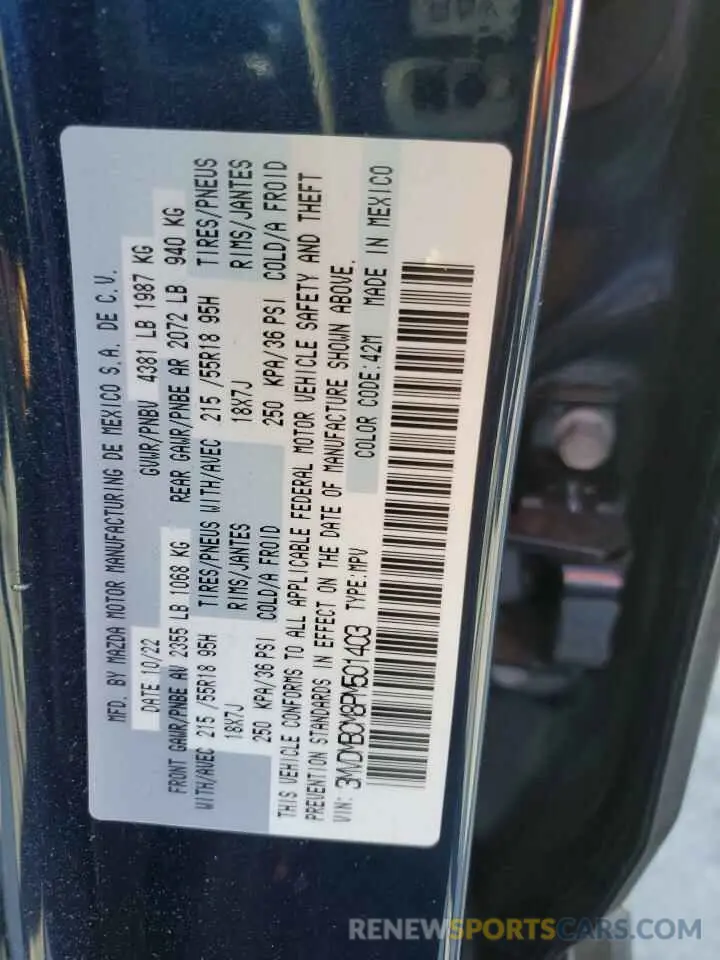 MFD. BY MAZDA MOTOR MANUFACTURING DE MEXICO S.A. DE C.V.
DATE: 10/22 GVWR/PNBV 4381 LB 1987 KG
FRONT GAWR/PNBE AV 2355 LB 1068 KG REAR GAWR/PNBE AR 2072 LB 940 KG
WITH/AVEC 215 /55R18 95H TIRES/PNEUS WITH/AVEC 215 /55R18 95H TIRES/PNEUS
18X7J RIMS/JANTES 18X7J RIMS/JANTES
250 KPA/36 PSI COLD/A FROID 250 KPA/36 PSI COLD/A FROID
THIS VEHICLE CONFORMS TO ALL APPLICABLE FEDERAL MOTOR VEHICLE SAFETY AND THEFT
PREVENTION STANDARDS IN EFFECT ON THE DATE OF MANUFACTURE SHOWN ABOVE.
VIN: 3MVDMBCM8PM501403 TYPE:MPV COLOR CODE:42M MADE IN MEXICO
RENEWSPORTSCARS.COM